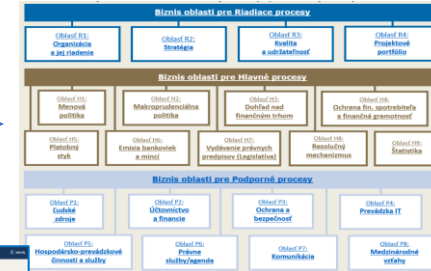 Biznis oblasti pre Riadiace procesy
Oblasť R1:
Organizácia
a jej riadenie
Oblasť R2:
Stratégia
Oblasť R3:
Kvalita
a udržateľnosť
Oblasť R4:
Projektové
portfólio
Biznis oblasti pre Hlavné procesy
Oblasť H1:
Menová
politika
Oblasť H2:
Makroprudenciálna
politika
Oblasť H3:
Dohľad nad
finančným trhom
Oblasť H4:
Ochrana fin. spotrebiteľa
a finančná gramotnosť
Oblasť H5:
Platobný
styk
Oblasť H6:
Emisia bankoviek
a mincí
Oblasť H7:
Vydávanie právnych
predpisov (Legislatíva)
Oblasť H8:
Rezolučný
mechanizmus
Oblasť H9:
Štatistika
Biznis oblasti pre Podporné procesy
Oblasť P1:
Ľudské
zdroje
Oblasť P2:
Účtovníctvo
a financie
Oblasť P3:
Ochrana a
bezpečnosť
Oblasť P4:
Prevádzka IT
Oblasť P5:
Hospodársko-prevádzkové
činnosti a služby
Oblasť P6:
Právne
služby/agenda
Oblasť P7:
Komunikácia
Oblasť P8:
Medzinárodné
vzťahy